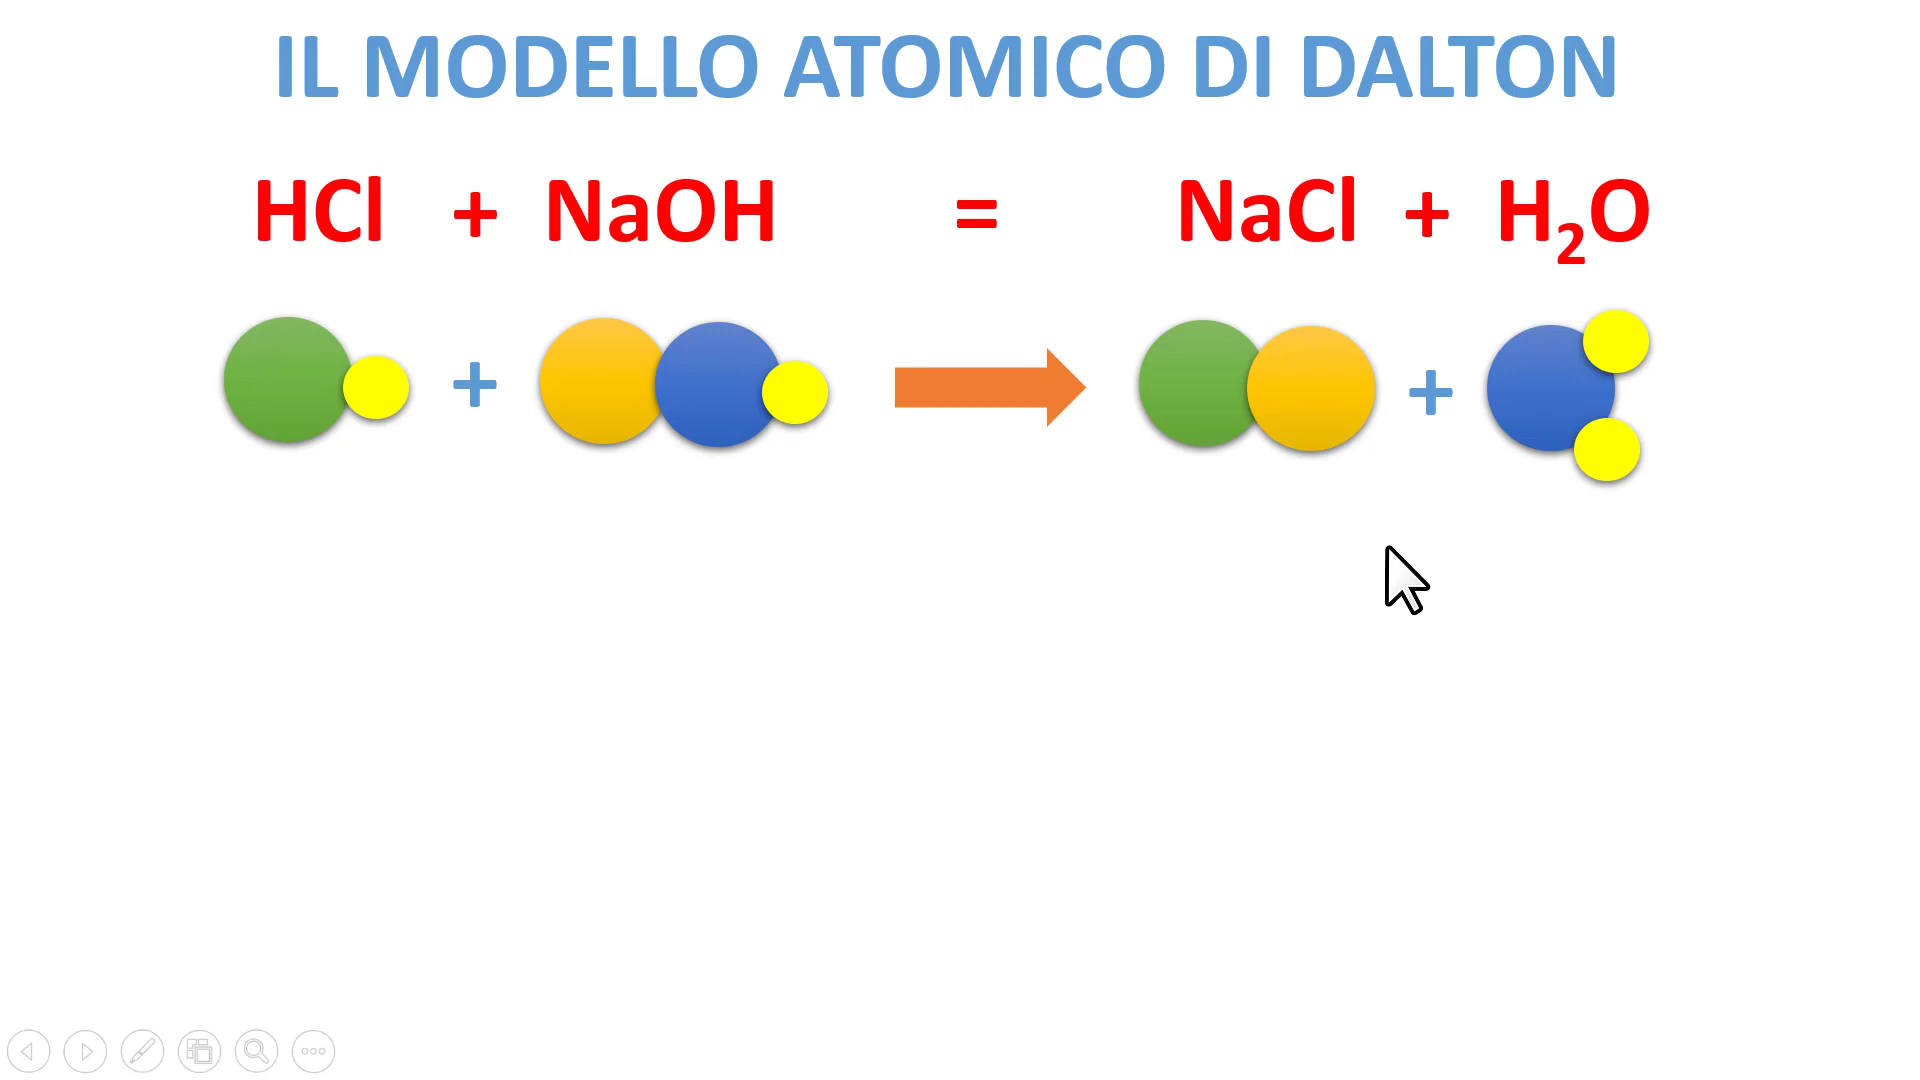 IL MODELLO ATOMICO DI DALTON
HCl + NaOH = NaCl + H₂O
+ +